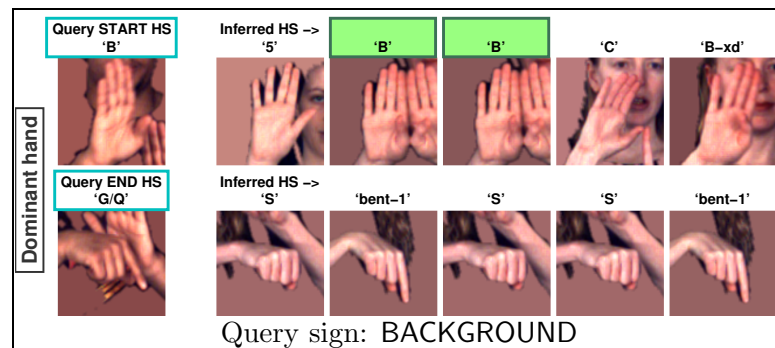 Query START HS
‘B’
Inferred HS –>
‘5’
‘B’
‘B’
‘C’
‘B–xd’
Dominant hand
Query END HS
‘G/Q’
Inferred HS –>
‘S’
‘bent–1’
‘S’
‘S’
‘bent–1’
Query sign: BACKGROUND